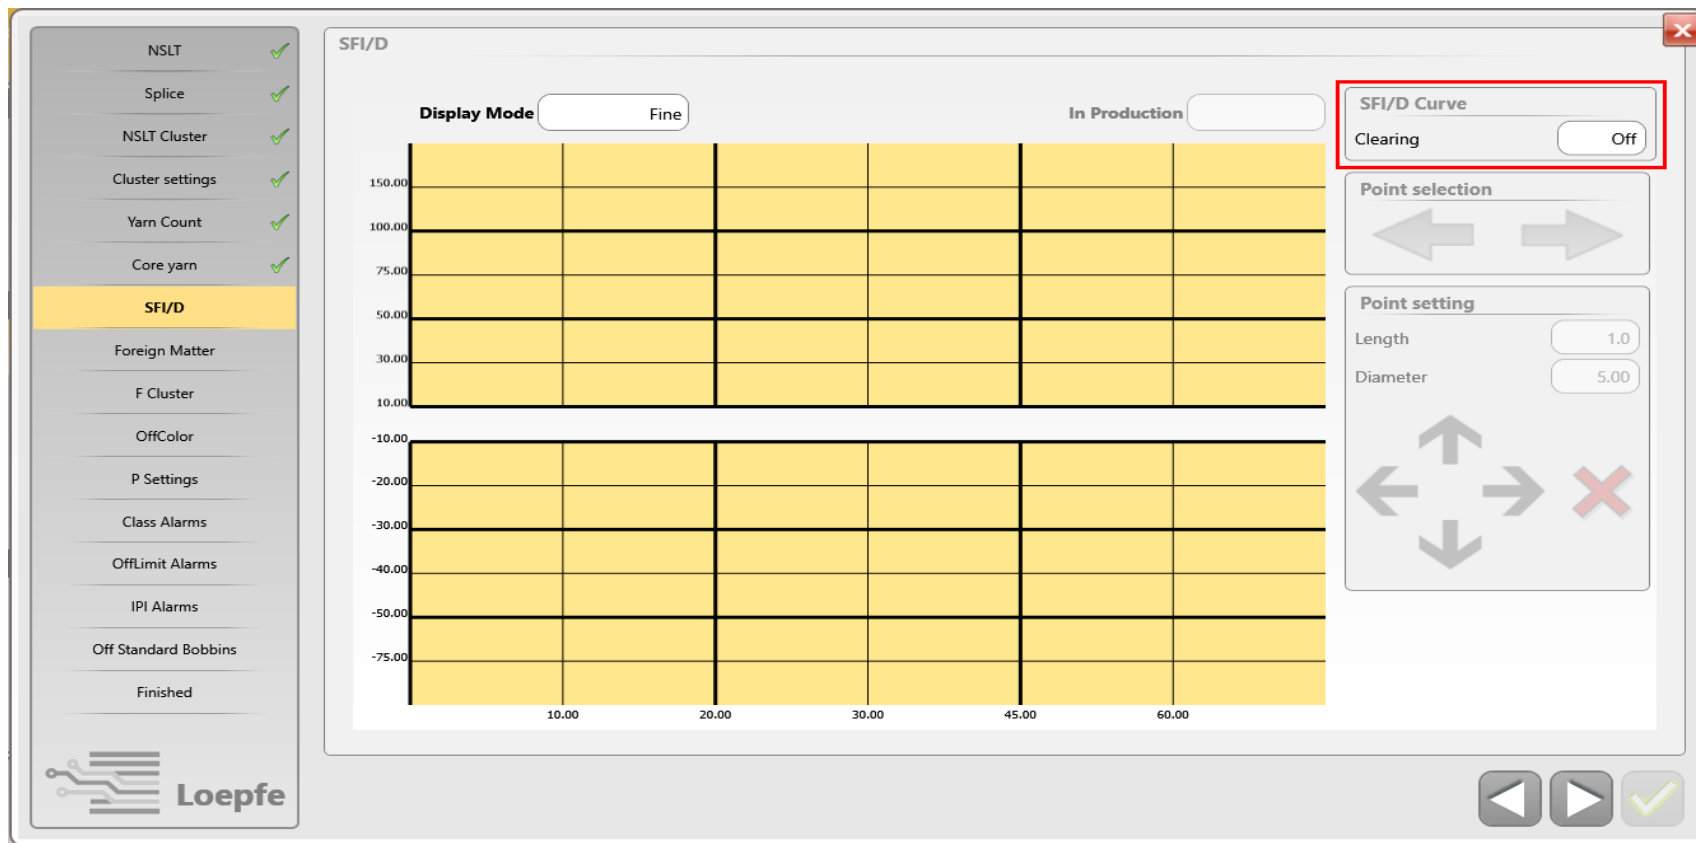 NSLT
Splice
NSLT Cluster
Cluster settings
Yarn Count
Core yarn
SFI/D
Foreign Matter
F Cluster
OffColor
P Settings
Class Alarms
OffLimit Alarms
IPI Alarms
Off Standard Bobbins
Finished
Loepfe
SFI/D
Display Mode Fine
In Production
150.00
100.00
75.00
50.00
30.00
10.00
-10.00
-20.00
-30.00
-40.00
-50.00
-75.00
10.00 20.00 30.00 45.00 60.00
SFI/D Curve
Clearing Off
Point selection
Point setting
Length 1.0
Diameter 5.00